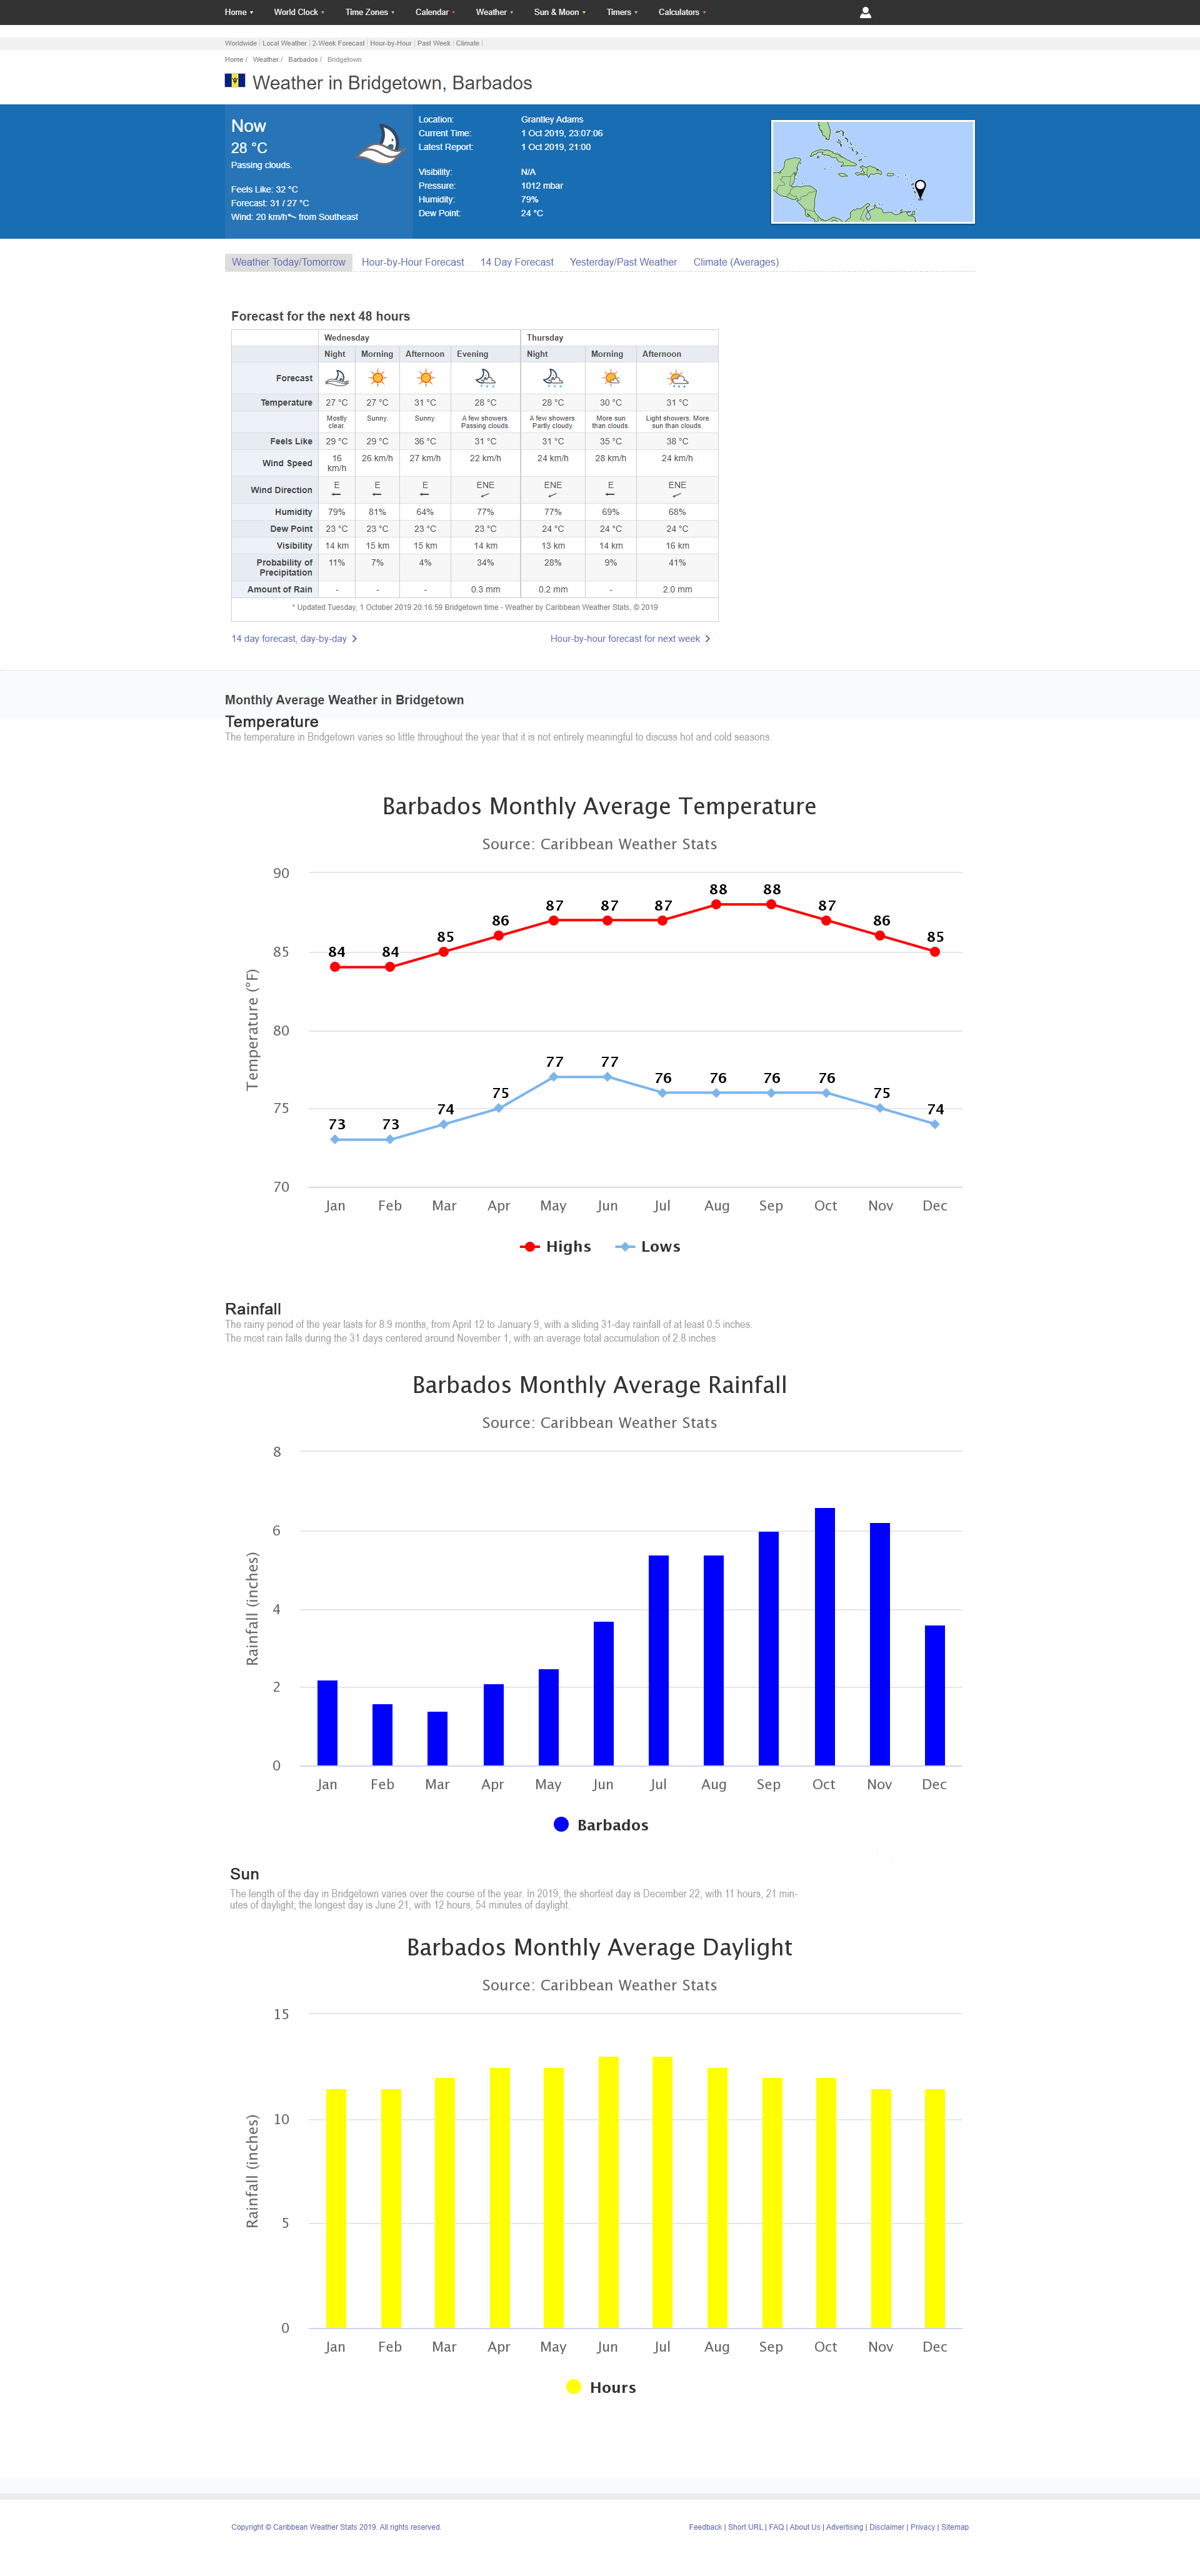 Home World Clock Time Zones Calendar Weather Sun & Moon Timers Calculators
Worldwide | Local Weather | 2-Week Forecast | Hour-by-Hour | Past Week | Climate |
Home / Weather / Barbados / Bridgetown
Weather in Bridgetown, Barbados
Now
28 °C
Passing clouds.
Feels Like: 32 °C
Forecast: 31 / 27 °C
Wind: 20 km/h from Southeast
Location: Grantley Adams
Current Time: 1 Oct 2019, 23:07:06
Latest Report: 1 Oct 2019, 21:00
Visibility: N/A
Pressure: 1012 mbar
Humidity: 79%
Dew Point: 24 °C
Weather Today/Tomorrow Hour-by-Hour Forecast 14 Day Forecast Yesterday/Past Weather Climate (Averages)
Forecast for the next 48 hours
Wednesday Thursday
Night Morning Afternoon Evening Night Morning Afternoon
Forecast
Temperature 27 °C 27 °C 31 °C 28 °C 28 °C 30 °C 31 °C
Mostly Sunny. Sunny. A few showers. A few showers. More sun Light showers. More
clear. Passing clouds. Partly cloudy. than clouds. sun than clouds.
Feels Like 29 °C 29 °C 36 °C 31 °C 31 °C 35 °C 38 °C
Wind Speed 16 26 km/h 27 km/h 22 km/h 24 km/h 28 km/h 24 km/h
km/h
Wind Direction E E E ENE ENE E ENE
Humidity 79% 81% 64% 77% 77% 69% 68%
Dew Point 23 °C 23 °C 23 °C 23 °C 24 °C 24 °C 24 °C
Visibility 14 km 15 km 15 km 14 km 13 km 14 km 16 km
Probability of 11% 7% 4% 34% 28% 9% 41%
Precipitation
Amount of Rain - - - 0.3 mm 0.2 mm - 2.0 mm
* Updated Tuesday, 1 October 2019 20:16:59 Bridgetown time - Weather by Caribbean Weather Stats, © 2019
14 day forecast, day-by-day Hour-by-hour forecast for next week
Monthly Average Weather in Bridgetown
Temperature
The temperature in Bridgetown varies so little throughout the year that it is not entirely meaningful to discuss hot and cold seasons.
Barbados Monthly Average Temperature
Source: Caribbean Weather Stats
Temperature (°F)
90
85
80
75
70
84 84 85 86 87 87 87 88 88 87 86 85
73 73 74 75 77 77 76 76 76 76 75 74
Jan Feb Mar Apr May Jun Jul Aug Sep Oct Nov Dec
Highs Lows
Rainfall
The rainy period of the year lasts for 8.9 months, from April 12 to January 9, with a sliding 31-day rainfall of at least 0.5 inches.
The most rain falls during the 31 days centered around November 1, with an average total accumulation of 2.8 inches
Barbados Monthly Average Rainfall
Source: Caribbean Weather Stats
Rainfall (inches)
8
6
4
2
0
Jan Feb Mar Apr May Jun Jul Aug Sep Oct Nov Dec
Barbados
Sun
The length of the day in Bridgetown varies over the course of the year. In 2019, the shortest day is December 22, with 11 hours, 21 min-
utes of daylight; the longest day is June 21, with 12 hours, 54 minutes of daylight.
Barbados Monthly Average Daylight
Source: Caribbean Weather Stats
Rainfall (inches)
15
10
5
0
Jan Feb Mar Apr May Jun Jul Aug Sep Oct Nov Dec
Hours
Copyright © Caribbean Weather Stats 2019. All rights reserved. Feedback | Short URL | FAQ | About Us | Advertising | Disclaimer | Privacy | Sitemap